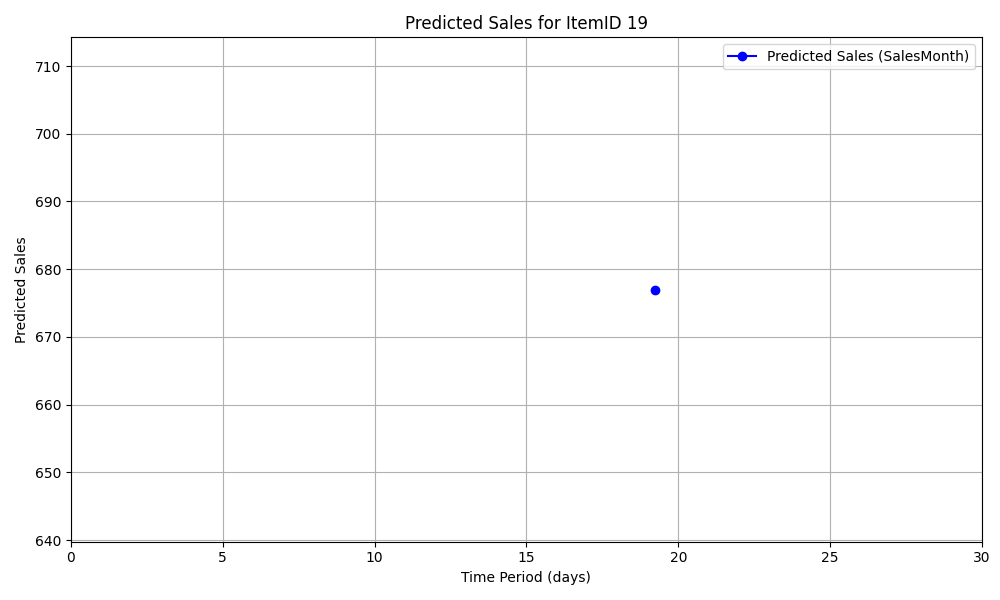 Predicted Sales for ItemID 19
Predicted Sales (SalesMonth)
Predicted Sales
710
700
690
680
670
660
650
640
0 5 10 15 20 25 30
Time Period (days)